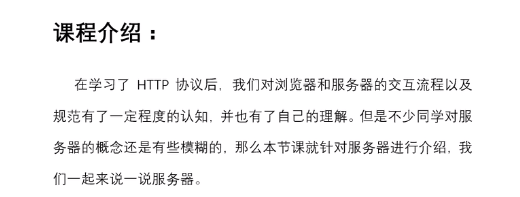 课程介绍：
在学习了 HTTP 协议后，我们对浏览器和服务器的交互流程以及
规范有了一定程度的认知，并也有了自己的理解。但是不少同学对服
务器的概念还是有些模糊的，那么本节课就针对服务器进行介绍，我
们一起来说一说服务器。